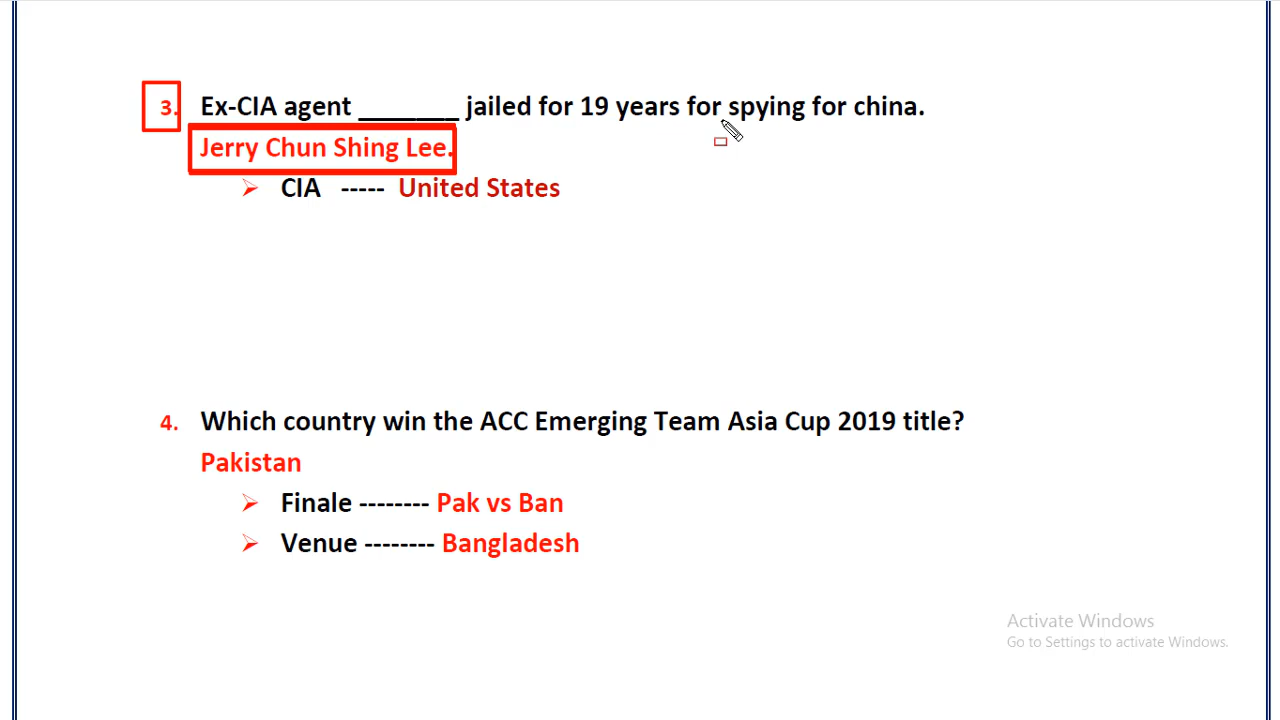 3. Ex-CIA agent _______ jailed for 19 years for spying for china.
Jerry Chun Shing Lee.
➢ CIA ----- United States
4. Which country win the ACC Emerging Team Asia Cup 2019 title?
Pakistan
➢ Finale -------- Pak vs Ban
➢ Venue -------- Bangladesh
Activate Windows
Go to Settings to activate Windows.